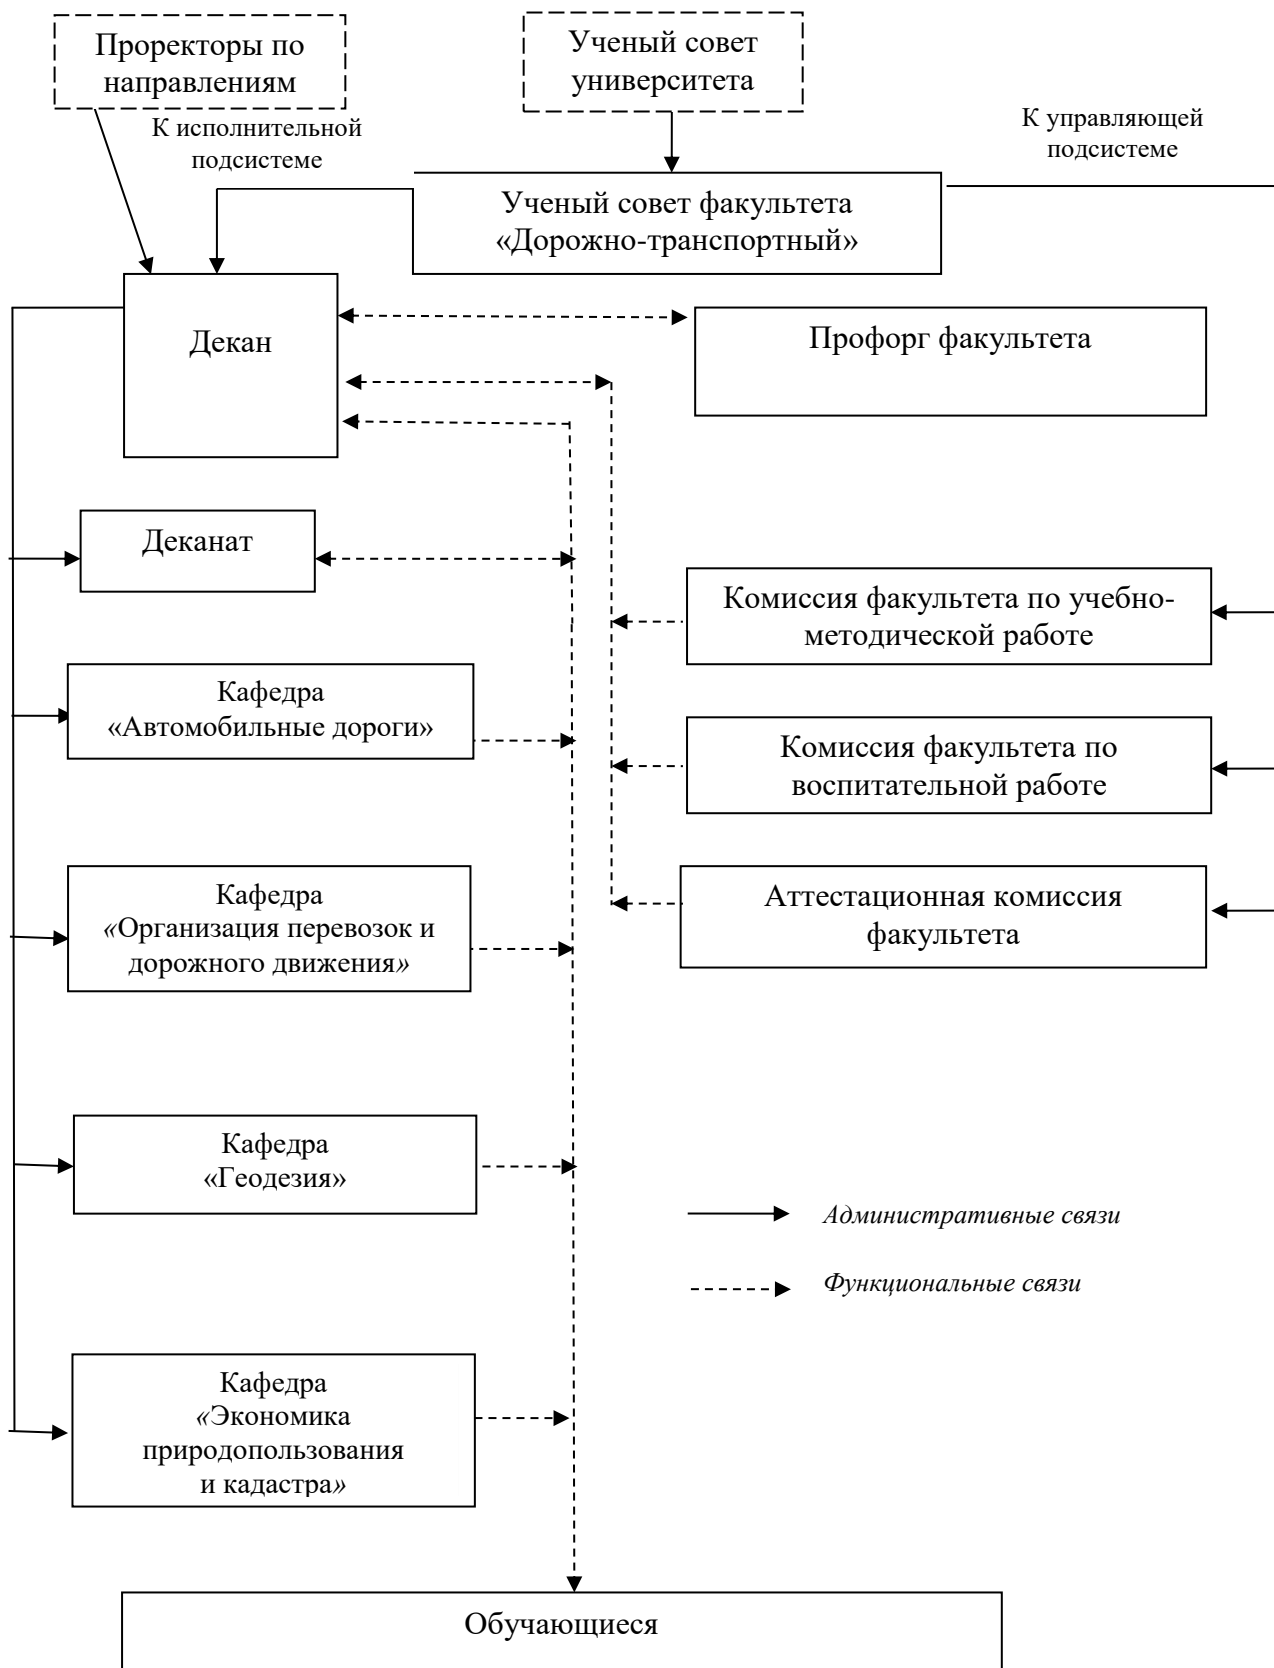 Проректоры по
направлениям
Ученый совет
университета
К исполнительной
подсистеме
К управляющей
подсистеме
Ученый совет факультета
«Дорожно-транспортный»
Декан
Профорг факультета
Деканат
Комиссия факультета по учебно-
методической работе
Кафедра
«Автомобильные дороги»
Комиссия факультета по
воспитательной работе
Кафедра
«Организация перевозок и
дорожного движения»
Аттестационная комиссия
факультета
Кафедра
«Геодезия»
Административные связи
Функциональные связи
Кафедра
«Экономика
природопользования
и кадастра»
Обучающиеся